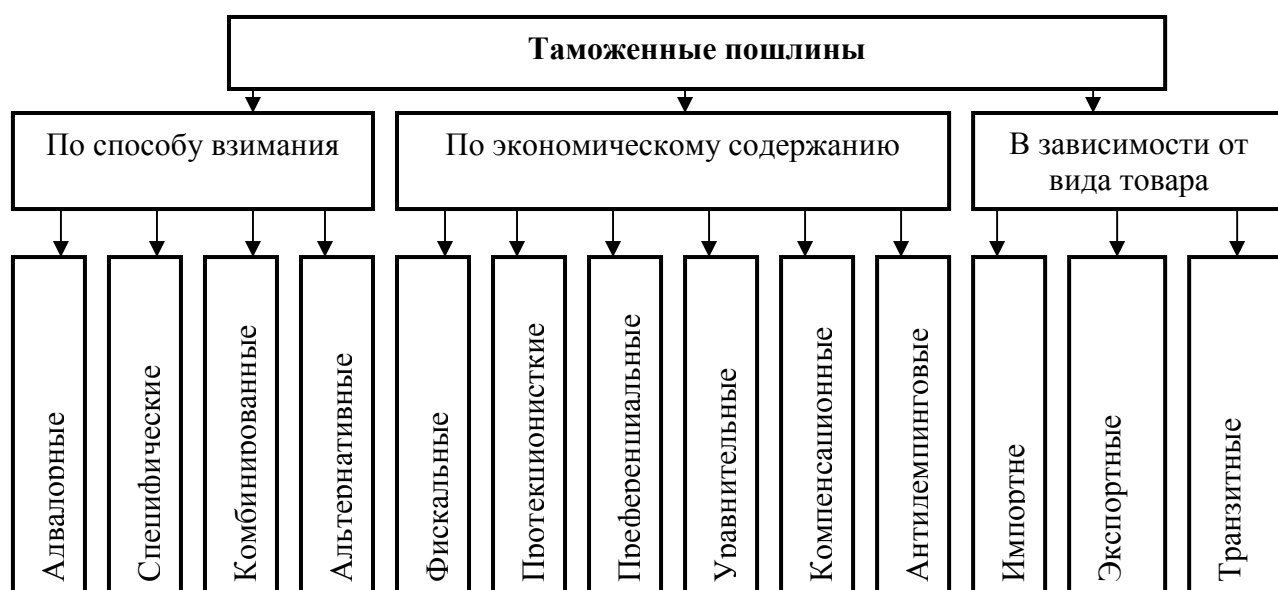 Таможенные пошлины
По способу взимания
По экономическому содержанию
В зависимости от
вида товара
Адвалорные
Специфические
Комбинированные
Альтернативные
Фискальные
Протекционисткие
Преференциальные
Уравнительные
Компенсационные
Антидемпинговые
Импортне
Экспортные
Транзитные